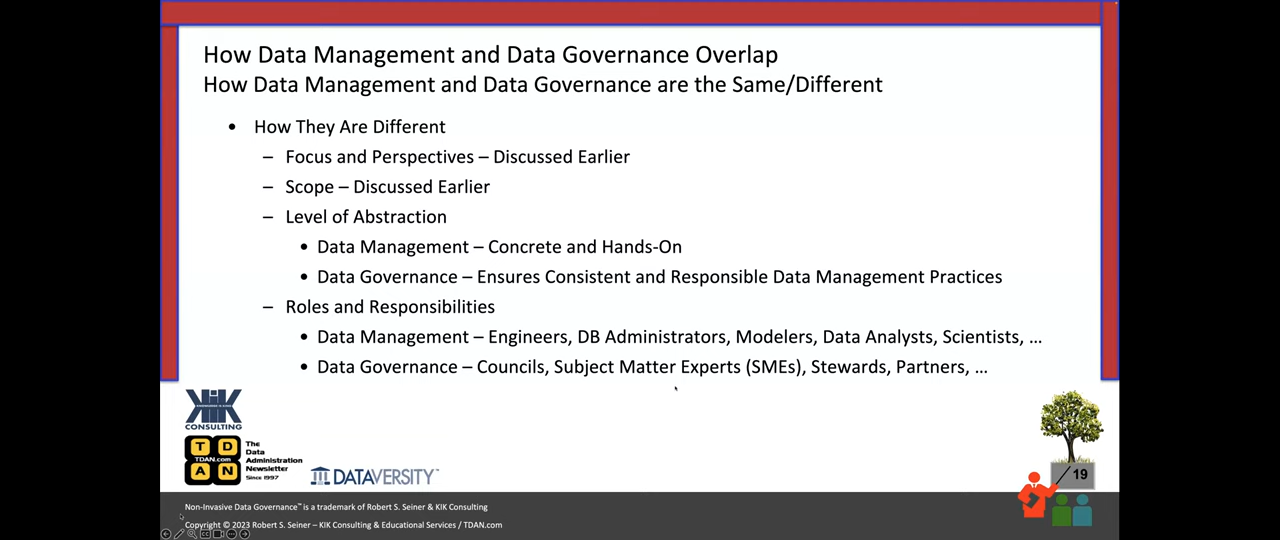 How Data Management and Data Governance Overlap
How Data Management and Data Governance are the Same/Different
• How They Are Different
– Focus and Perspectives – Discussed Earlier
– Scope – Discussed Earlier
– Level of Abstraction
• Data Management – Concrete and Hands-On
• Data Governance – Ensures Consistent and Responsible Data Management Practices
– Roles and Responsibilities
• Data Management – Engineers, DB Administrators, Modelers, Data Analysts, Scientists, …
• Data Governance – Councils, Subject Matter Experts (SMEs), Stewards, Partners, …
KIK
CONSULTING
T D
TDAN.com
A N
The
Data
Administration
Newsletter
Since 1997
DATAVERSITY™
19
Non-Invasive Data Governance™ is a trademark of Robert S. Seiner & KIK Consulting
Copyright © 2023 Robert S. Seiner – KIK Consulting & Educational Services / TDAN.com